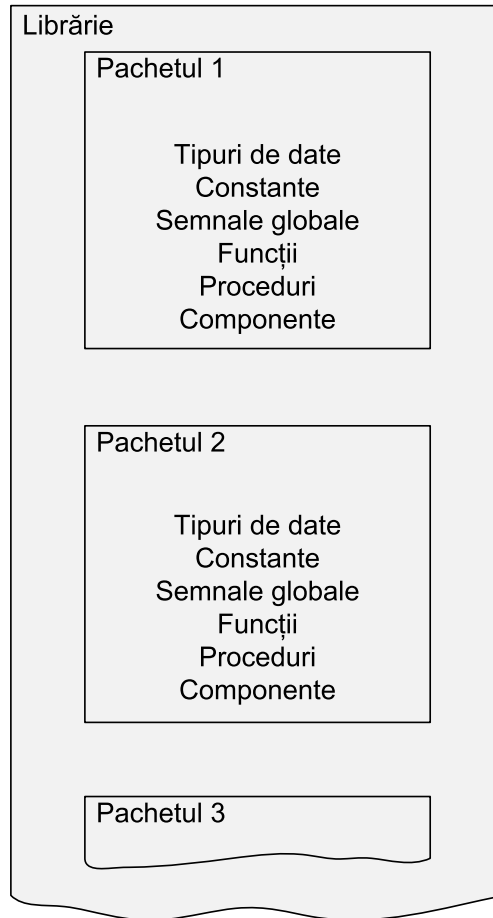 Librărie
Pachetul 1
Tipuri de date
Constante
Semnale globale
Funcții
Proceduri
Componente
Pachetul 2
Tipuri de date
Constante
Semnale globale
Funcții
Proceduri
Componente
Pachetul 3